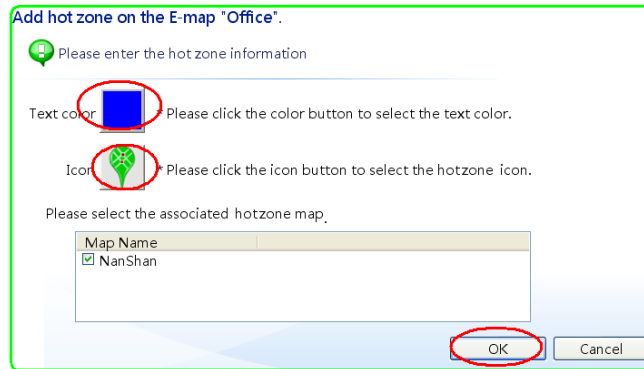 Add hot zone on the E-map "Office".
Please enter the hot zone information
Text color * Please click the color button to select the text color.
Icon * Please click the icon button to select the hotzone icon.
Please select the associated hotzone map.
Map Name
NanShan
OK Cancel